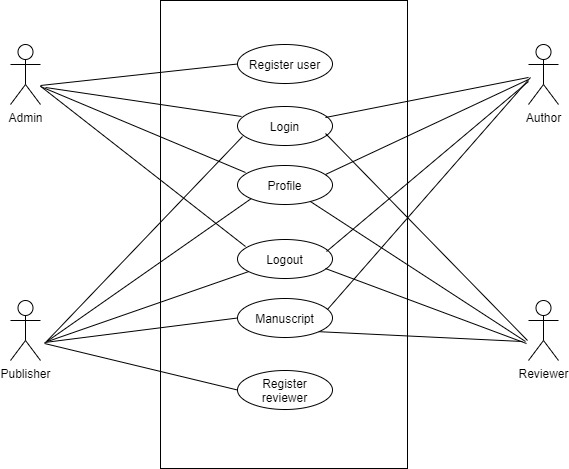 Register user
Admin
Login
Author
Profile
Logout
Manuscript
Publisher
Register
reviewer
Reviewer